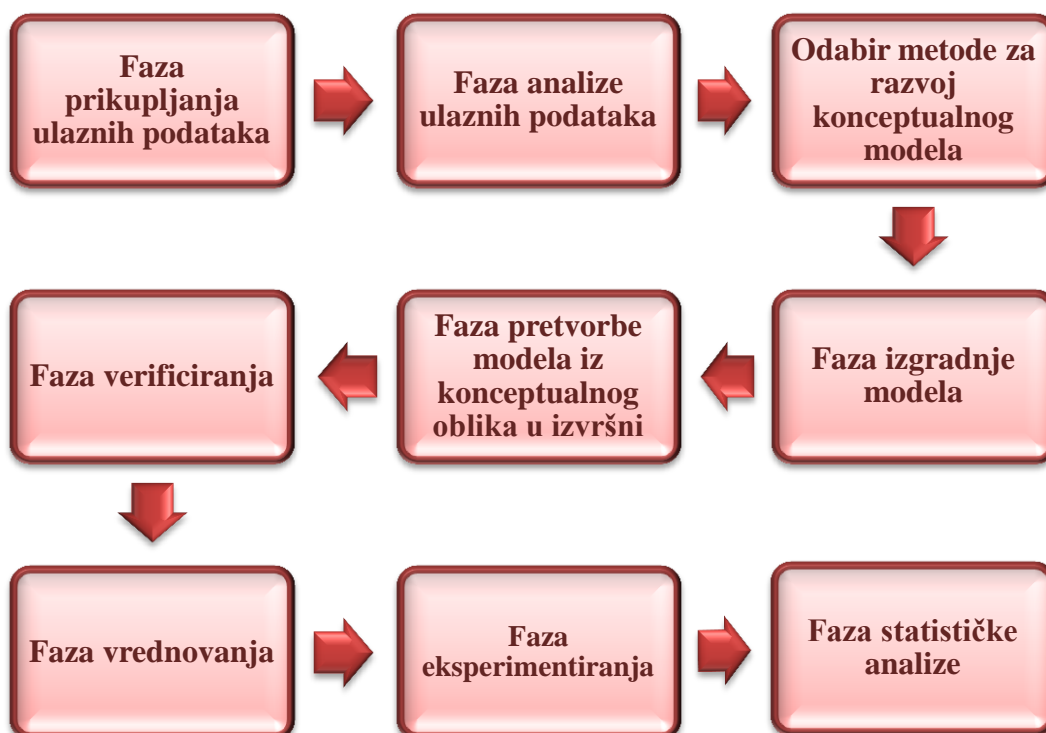 Faza
prikupljanja
ulaznih podataka
Faza analize
ulaznih podataka
Odabir metode za
razvoj
konceptualnog
modela
Faza izgradnje
modela
Faza pretvorbe
modela iz
konceptualnog
oblika u izvršni
Faza verificiranja
Faza vrednovanja
Faza
eksperimentiranja
Faza statističke
analize